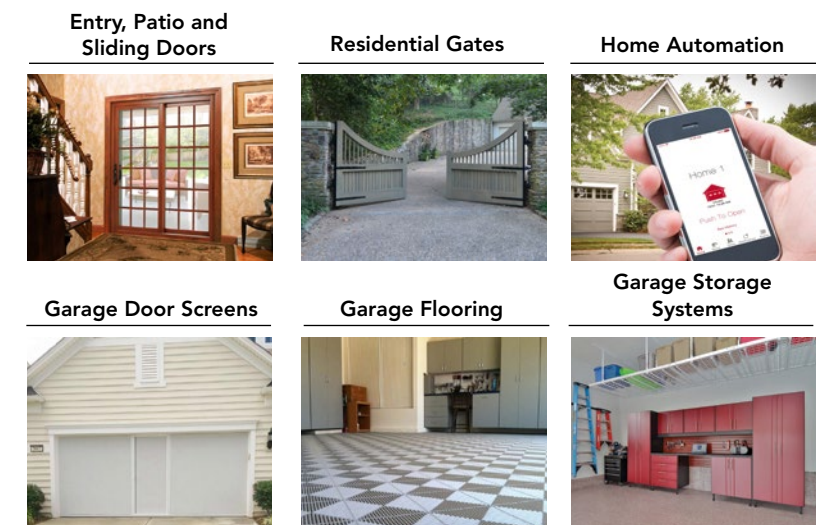 Entry, Patio and
Sliding Doors
Residential Gates
Home Automation
Home 1
Push To Open
Garage Door Screens
Garage Flooring
Garage Storage
Systems